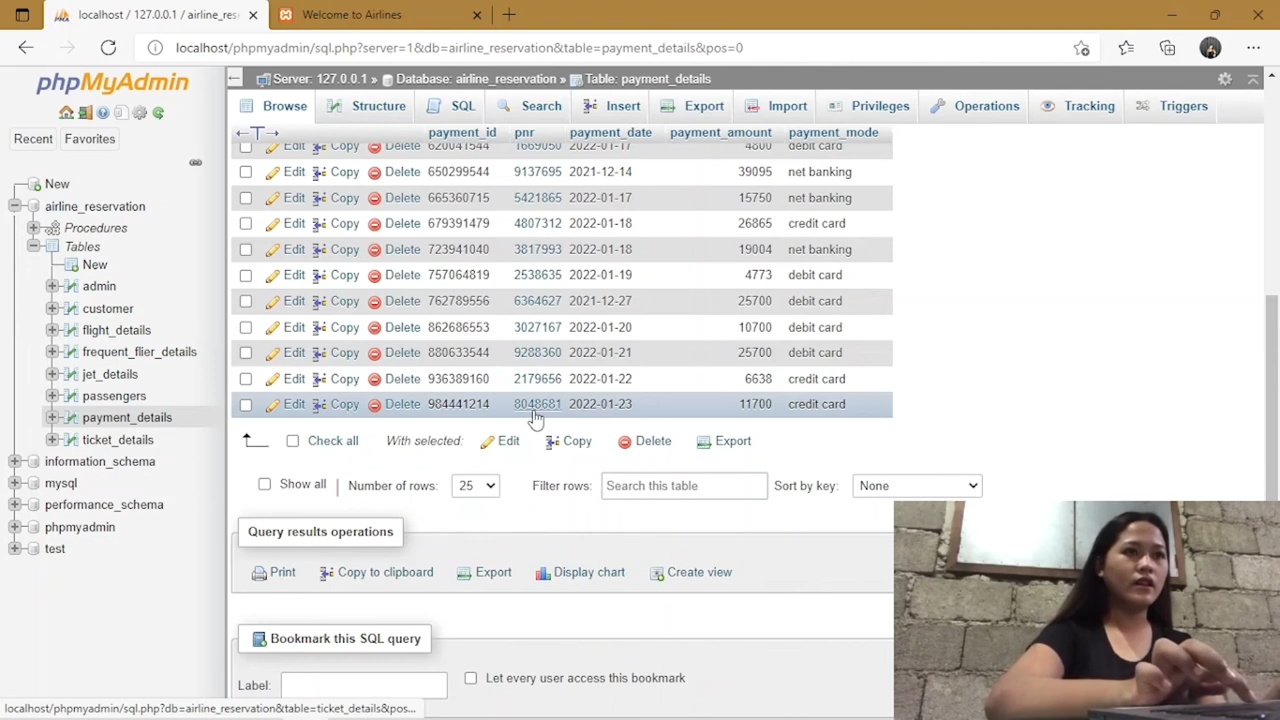 localhost / 127.0.0.1 / airline_rese
Welcome to Airlines
localhost/phpmyadmin/sql.php?server=1&db=airline_reservation&table=payment_details&pos=0
phpMyAdmin
Recent Favorites
New
airline_reservation
Procedures
Tables
New
admin
customer
flight_details
frequent_flier_details
jet_details
passengers
payment_details
ticket_details
information_schema
mysql
performance_schema
phpmyadmin
test
Server: 127.0.0.1 » Database: airline_reservation » Table: payment_details
Browse Structure SQL Search Insert Export Import Privileges Operations Tracking Triggers
payment_id pnr payment_date payment_amount payment_mode
Edit Copy Delete 620041544 1669050 2022-01-17 4800 debit card
Edit Copy Delete 650299544 9137695 2021-12-14 39095 net banking
Edit Copy Delete 665360715 5421865 2022-01-17 15750 net banking
Edit Copy Delete 679391479 4807312 2022-01-18 26865 credit card
Edit Copy Delete 723941040 3817993 2022-01-18 19004 net banking
Edit Copy Delete 757064819 2538635 2022-01-19 4773 debit card
Edit Copy Delete 762789556 6364627 2021-12-27 25700 debit card
Edit Copy Delete 862686553 3027167 2022-01-20 10700 debit card
Edit Copy Delete 880633544 9288360 2022-01-21 25700 debit card
Edit Copy Delete 936389160 2179656 2022-01-22 6638 credit card
Edit Copy Delete 984441214 8048681 2022-01-23 11700 credit card
Check all With selected: Edit Copy Delete Export
Show all | Number of rows: 25 Filter rows: Search this table Sort by key: None
Query results operations
Print Copy to clipboard Export Display chart Create view
Bookmark this SQL query
Label: Let every user access this bookmark
localhost/phpmyadmin/sql.php?db=airline_reservation&table=ticket_details&pos...